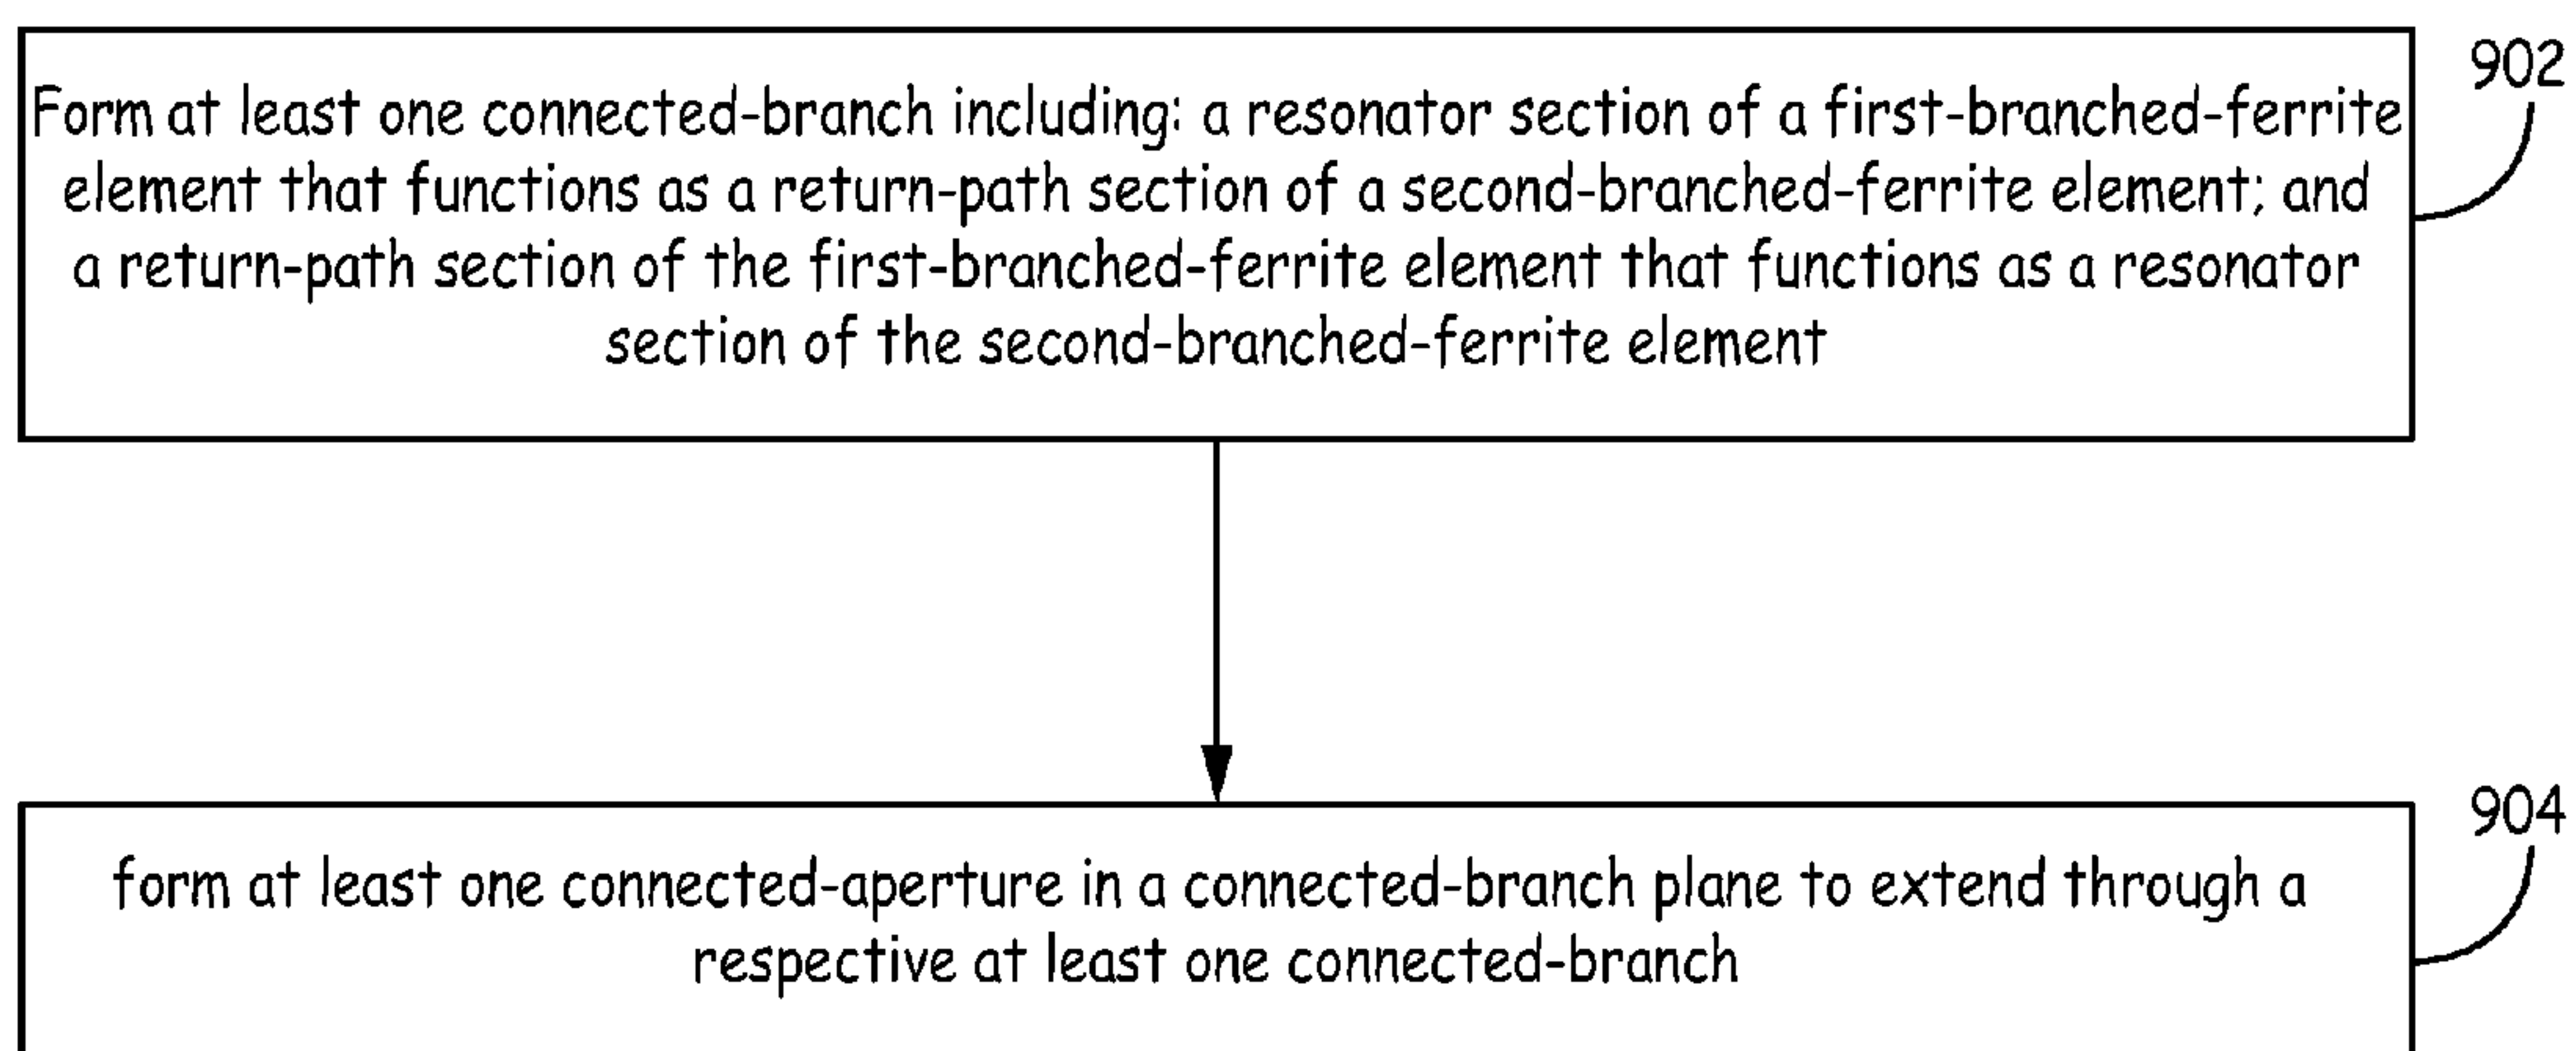 902
Form at least one connected-branch including: a resonator section of a first-branched-ferrite
element that functions as a return-path section of a second-branched-ferrite element; and
a return-path section of the first-branched-ferrite element that functions as a resonator
section of the second-branched-ferrite element
904
form at least one connected-aperture in a connected-branch plane to extend through a
respective at least one connected-branch